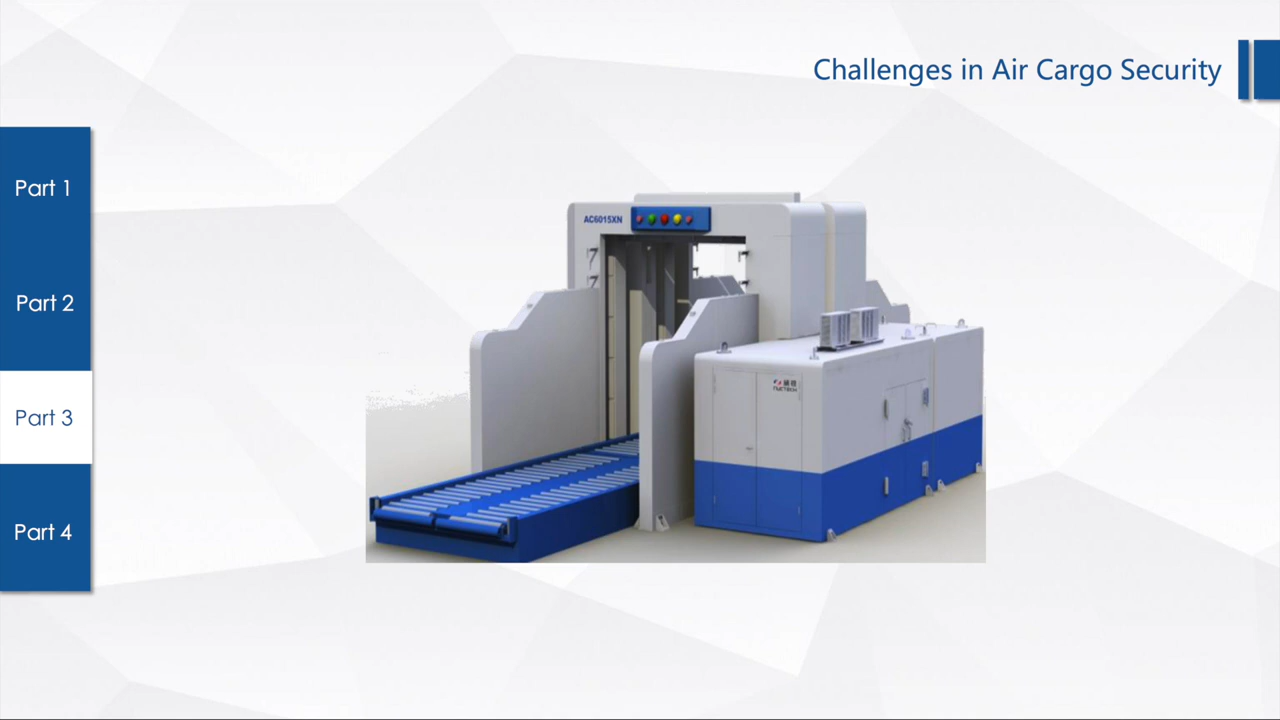 Challenges in Air Cargo Security
Part 1
Part 2
Part 3
Part 4
AC6015XN
NUCTECH